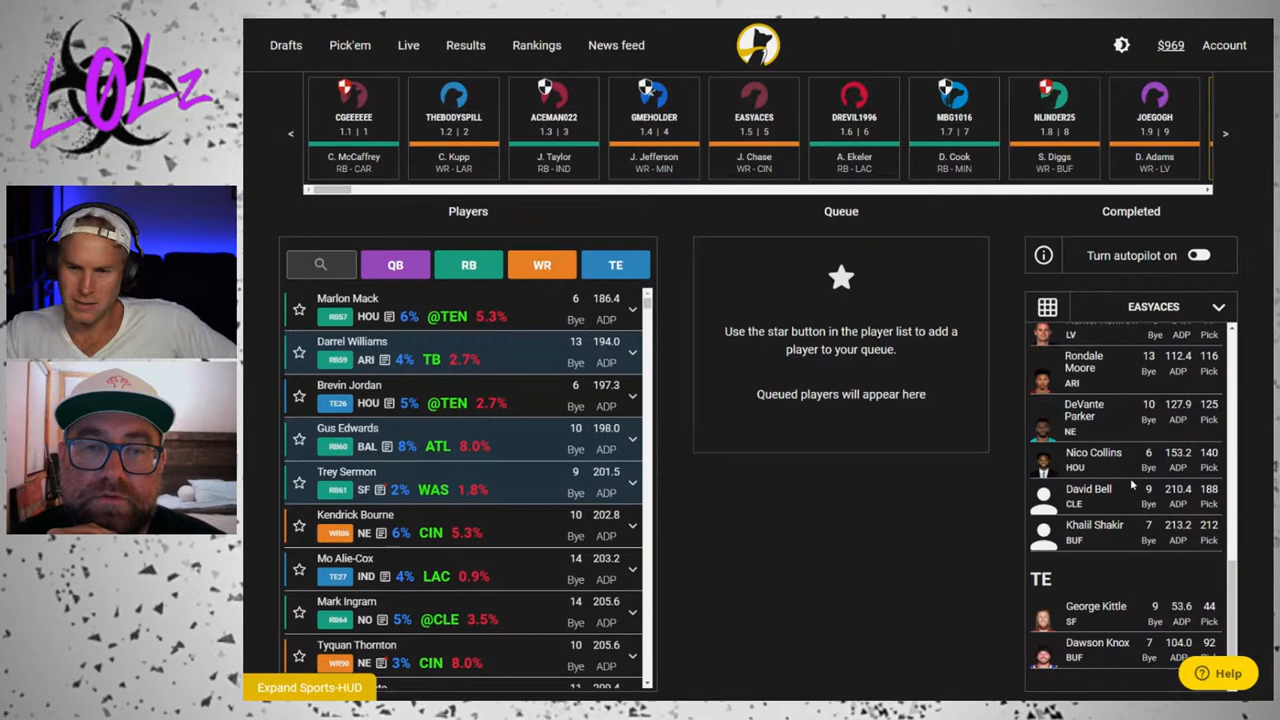 L0Lz
Drafts
Pick'em
Live
Results
Rankings
News feed
$969
Account
<
CGEEEEEE
1.1 | 1
C. McCaffrey
RB - CAR
THEBODYSPILL
1.2 | 2
C. Kupp
WR - LAR
ACEMAN022
1.3 | 3
J. Taylor
RB - IND
GMEHOLDER
1.4 | 4
J. Jefferson
WR - MIN
EASYACES
1.5 | 5
J. Chase
WR - CIN
DREVIL1996
1.6 | 6
A. Ekeler
RB - LAC
MBG1016
1.7 | 7
D. Cook
RB - MIN
NLINDER25
1.8 | 8
S. Diggs
WR - BUF
JOEGOGH
1.9 | 9
D. Adams
WR - LV
>
Players
QB
RB
WR
TE
Marlon Mack 6 186.4
RB57 HOU 6% @TEN 5.3% Bye ADP
Darrel Williams 13 194.0
RB59 ARI 4% TB 2.7% Bye ADP
Brevin Jordan 6 197.3
TE26 HOU 5% @TEN 2.7% Bye ADP
Gus Edwards 10 198.0
RB60 BAL 8% ATL 8.0% Bye ADP
Trey Sermon 9 201.5
RB61 SF 2% WAS 1.8% Bye ADP
Kendrick Bourne 10 202.8
WR86 NE 6% CIN 5.3% Bye ADP
Mo Alie-Cox 14 203.2
TE27 IND 4% LAC 0.9% Bye ADP
Mark Ingram 14 205.6
RB64 NO 5% @CLE 3.5% Bye ADP
Tyquan Thornton 10 205.6
WR90 NE 3% CIN 8.0% Bye ADP
Expand Sports-HUD
Queue
Use the star button in the player list to add a
player to your queue.
Queued players will appear here
Completed
Turn autopilot on
EASYACES
LV Bye ADP Pick
Rondale 13 112.4 116
Moore Bye ADP Pick
ARI
DeVante 10 127.9 125
Parker Bye ADP Pick
NE
Nico Collins 6 153.2 140
HOU Bye ADP Pick
David Bell 9 210.4 188
CLE Bye ADP Pick
Khalil Shakir 7 213.2 212
BUF Bye ADP Pick
TE
George Kittle 9 53.6 44
SF Bye ADP Pick
Dawson Knox 7 104.0 92
BUF
Help